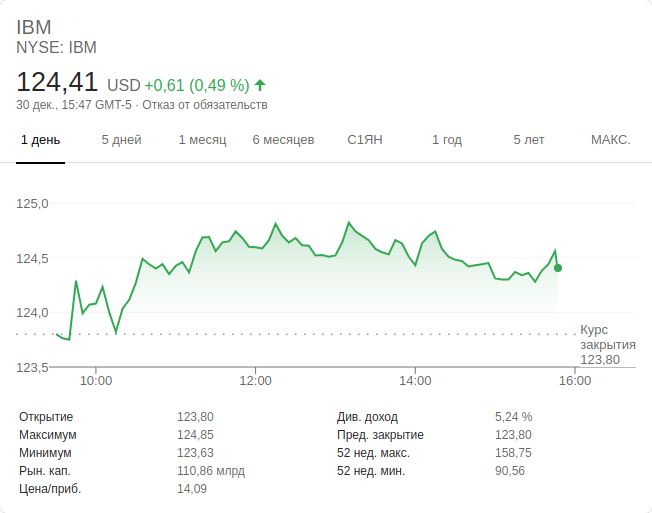 IBM
NYSE: IBM
124,41 USD +0,61 (0,49 %)
30 дек., 15:47 GMT-5 · Отказ от обязательств
1 день 5 дней 1 месяц 6 месяцев С1ЯН 1 год 5 лет МАКС.
125,0
124,5
124,0
123,5
Курс
закрытия
123,80
10:00 12:00 14:00 16:00
Открытие 123,80 Див. доход 5,24 %
Максимум 124,85 Пред. закрытие 123,80
Минимум 123,63 52 нед. макс. 158,75
Рын. кап. 110,86 млрд 52 нед. мин. 90,56
Цена/приб. 14,09